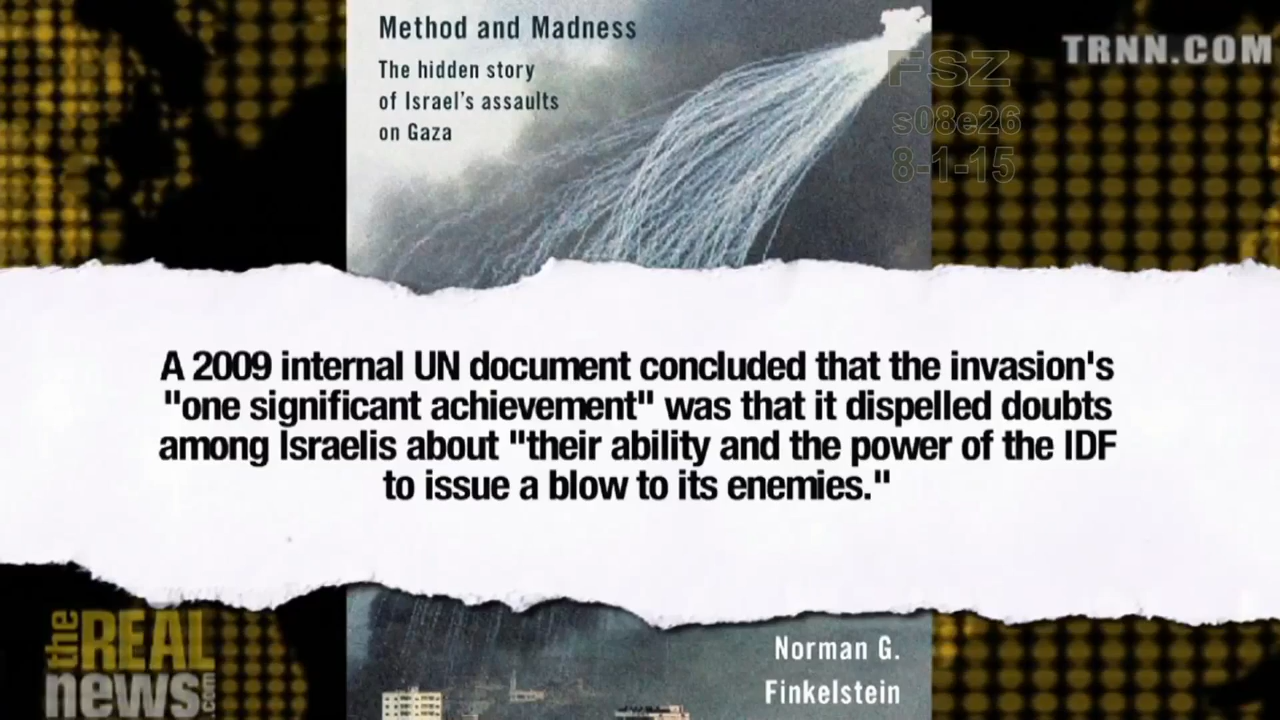 Method and Madness
The hidden story
of Israel's assaults
on Gaza
TRNN.COM
FSZ
s08e26
8-1-15
A 2009 internal UN document concluded that the invasion's
"one significant achievement" was that it dispelled doubts
among Israelis about "their ability and the power of the IDF
to issue a blow to its enemies."
the REAL
news.com
Norman G.
Finkelstein